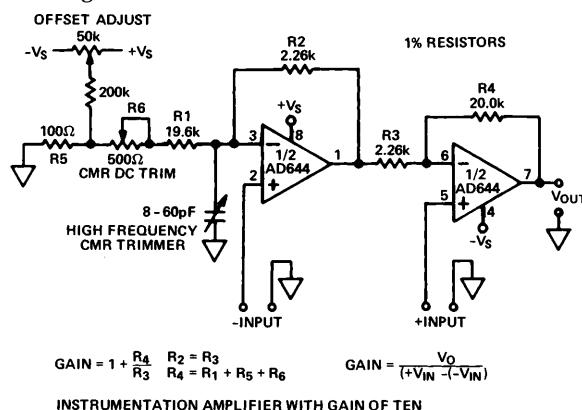 OFFSET ADJUST
50k
−VS +VS
200k
R6
R1
19.6k
100Ω
R5
500Ω
CMR DC TRIM
8 – 60pF
HIGH FREQUENCY
CMR TRIMMER
R2
2.26k
1% RESISTORS
+VS
8
3
−
2
+
1/2
AD644
1
R3
2.26k
R4
20.0k
6
−
5
+
1/2
AD644
7
4
−VS
VOUT
−INPUT
+INPUT
GAIN = 1 + R4/R3 R2 = R3
R4 = R1 + R5 + R6
GAIN = VO/(+VIN −(−VIN)
INSTRUMENTATION AMPLIFIER WITH GAIN OF TEN